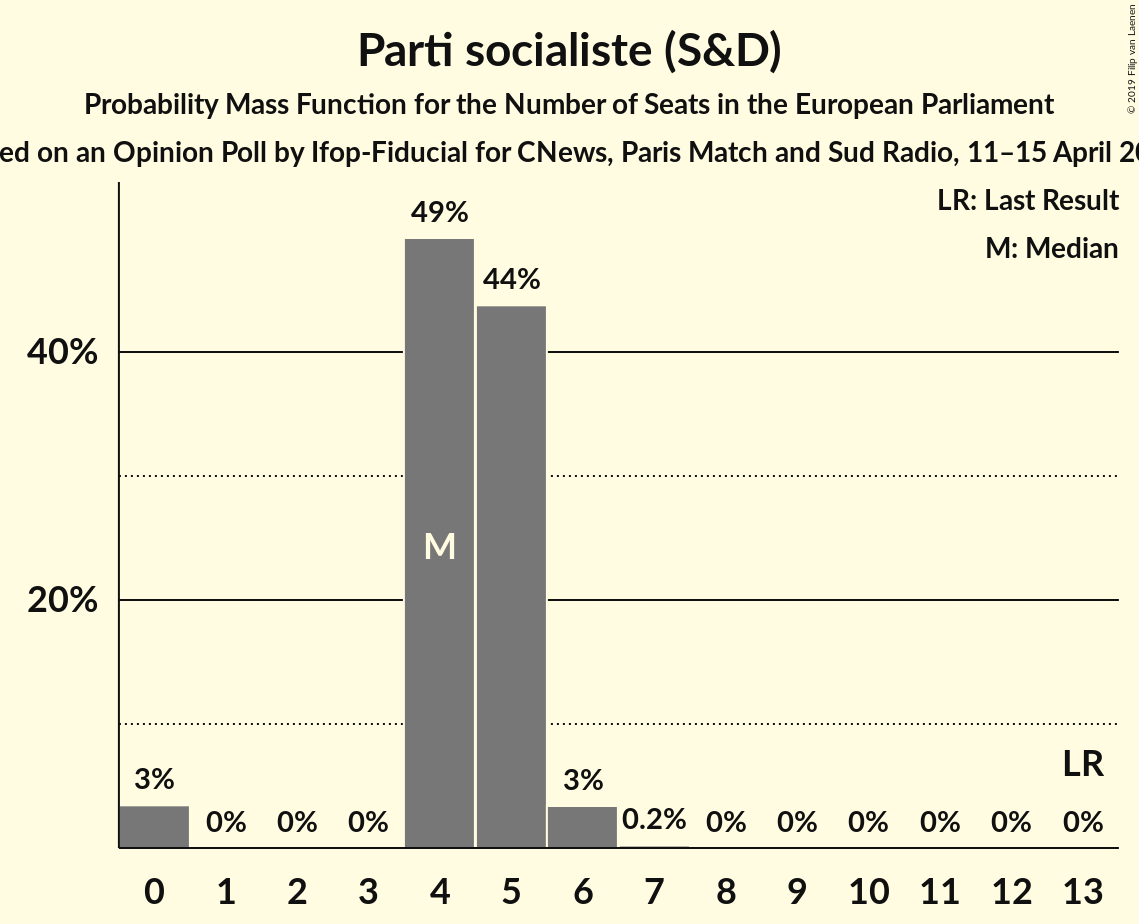 Parti socialiste (S&D)
Probability Mass Function for the Number of Seats in the European Parliament
ed on an Opinion Poll by Ifop-Fiducial for CNews, Paris Match and Sud Radio, 11–15 April 20
© 2019 Filip van Laenen
LR: Last Result
M: Median
49%
44%
40%
M
20%
LR
3%
0%
0%
0%
3%
0.2%
0%
0%
0%
0%
0%
0%
0 1 2 3 4 5 6 7 8 9 10 11 12 13